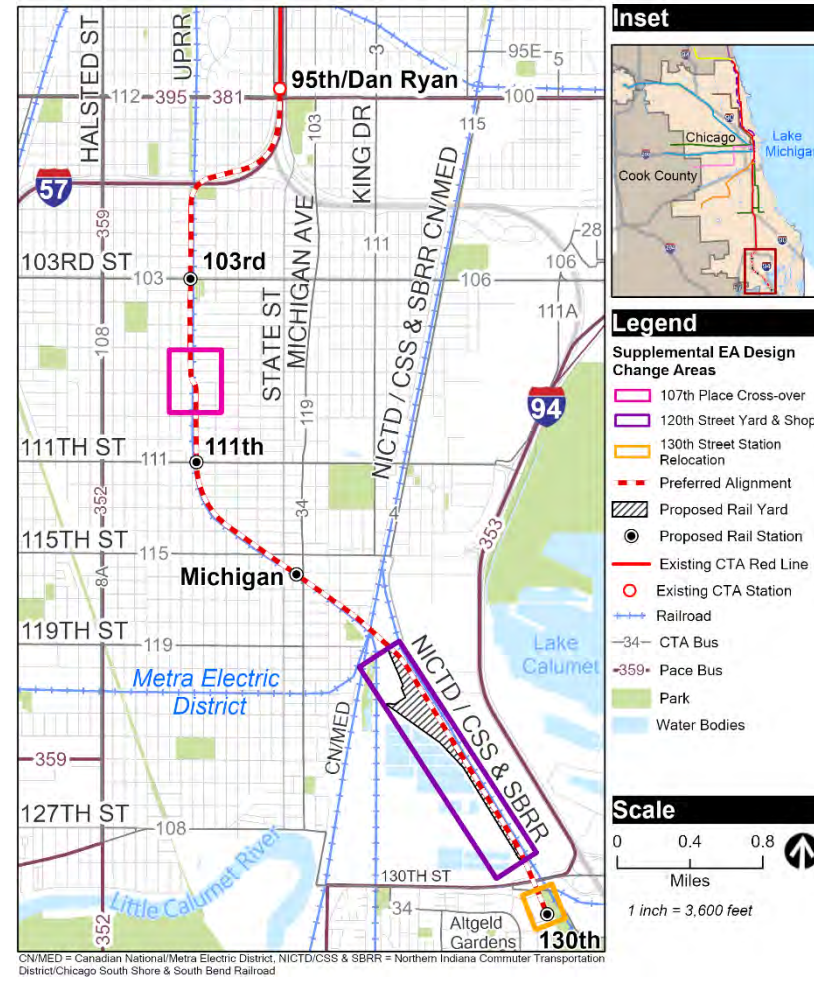 HALSTED ST
UPRR
3
95E
5
95th/Dan Ryan
112
395
381
100
103
KING DR
115
57
359
MICHIGAN AVE
NICTD / CSS & SBRR CN/MED
111
28
103RD ST
103
103rd
106
106
111A
108
STATE ST
94
119
111TH ST
111
111th
352
34
4
353
115TH ST
115
8A
Michigan
119TH ST
119
NICTD / CSS & SBRR
Lake
Calumet
Metra Electric
District
CN/MED
359
127TH ST
108
130TH ST
Little Calumet River
34
Altgeld
Gardens
130th
352
CN/MED = Canadian National/Metra Electric District, NICTD/CSS & SBRR = Northern Indiana Commuter Transportation
District/Chicago South Shore & South Bend Railroad
Inset
Chicago
Lake
Michigan
Cook County
Legend
Supplemental EA Design
Change Areas
107th Place Cross-over
120th Street Yard & Shop
130th Street Station
Relocation
Preferred Alignment
Proposed Rail Yard
Proposed Rail Station
Existing CTA Red Line
Existing CTA Station
Railroad
34 CTA Bus
359 Pace Bus
Park
Water Bodies
Scale
0 0.4 0.8
Miles
1 inch = 3,600 feet